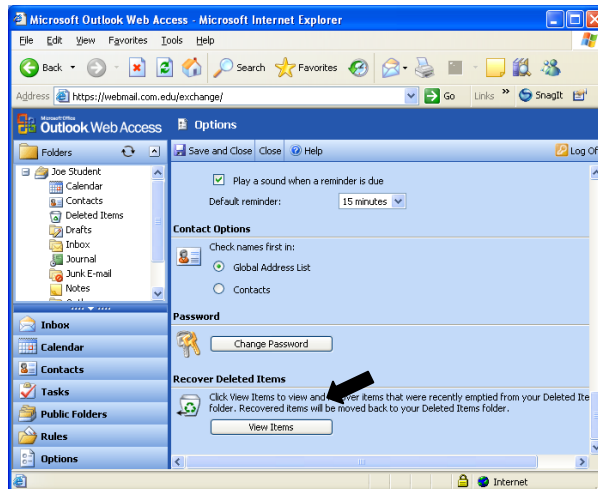 Microsoft Outlook Web Access - Microsoft Internet Explorer
File Edit View Favorites Tools Help
Back Search Favorites
Address https://webmail.com.edu/exchange/ Go Links » SnagIt
Microsoft Office
Outlook Web Access Options
Folders Save and Close Close Help Log Of
Joe Student
Calendar
Contacts
Deleted Items
Drafts
Inbox
Journal
Junk E-mail
Notes
Play a sound when a reminder is due
Default reminder: 15 minutes
Contact Options
Check names first in:
Global Address List
Contacts
Password
Change Password
Recover Deleted Items
Click View Items to view and items that were recently emptied from your Deleted Ite
folder. Recovered items will be moved back to your Deleted Items folder.
View Items
Inbox
Calendar
Contacts
Tasks
Public Folders
Rules
Options
Internet